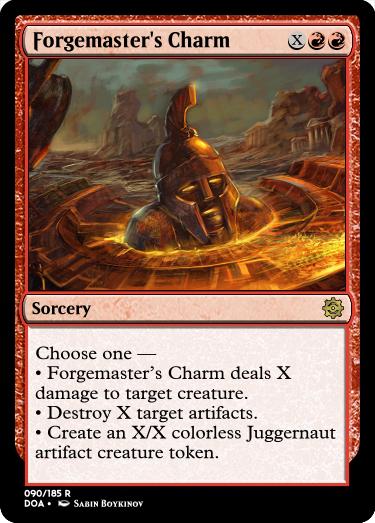 Forgemaster's Charm X
Sorcery
Choose one —
• Forgemaster's Charm deals X
damage to target creature.
• Destroy X target artifacts.
• Create an X/X colorless Juggernaut
artifact creature token.
090/185 R
DOA • Sabin Boykinov